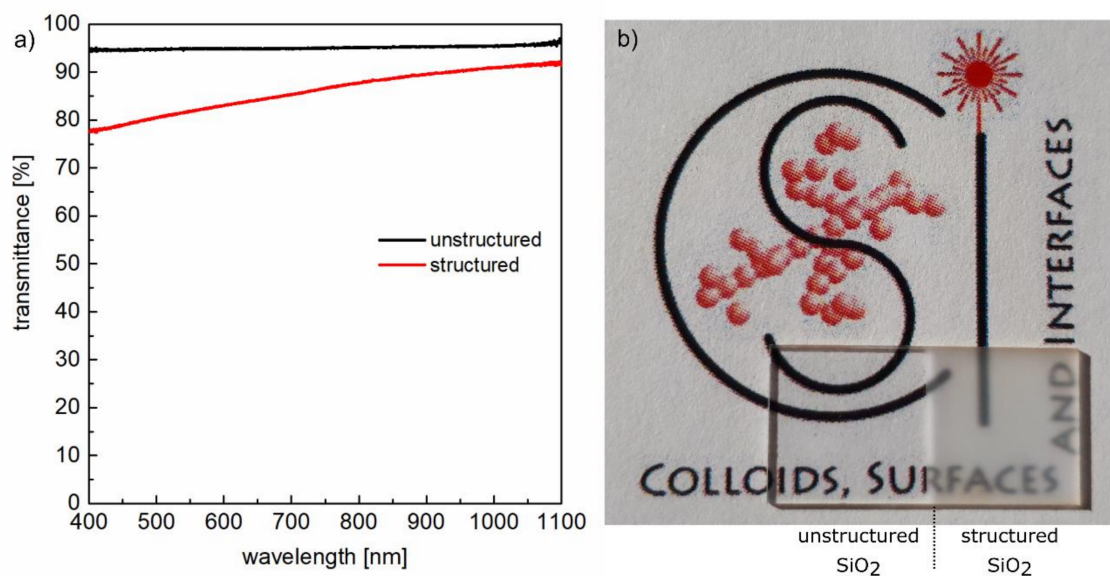 a)
100
90
80
70
60
50
40
30
20
10
0
transmittance [%]
unstructured
structured
400 500 600 700 800 900 1000 1100
wavelength [nm]
b)
COLLOIDS, SURFACES
AND INTERFACES
unstructured SiO₂
structured SiO₂